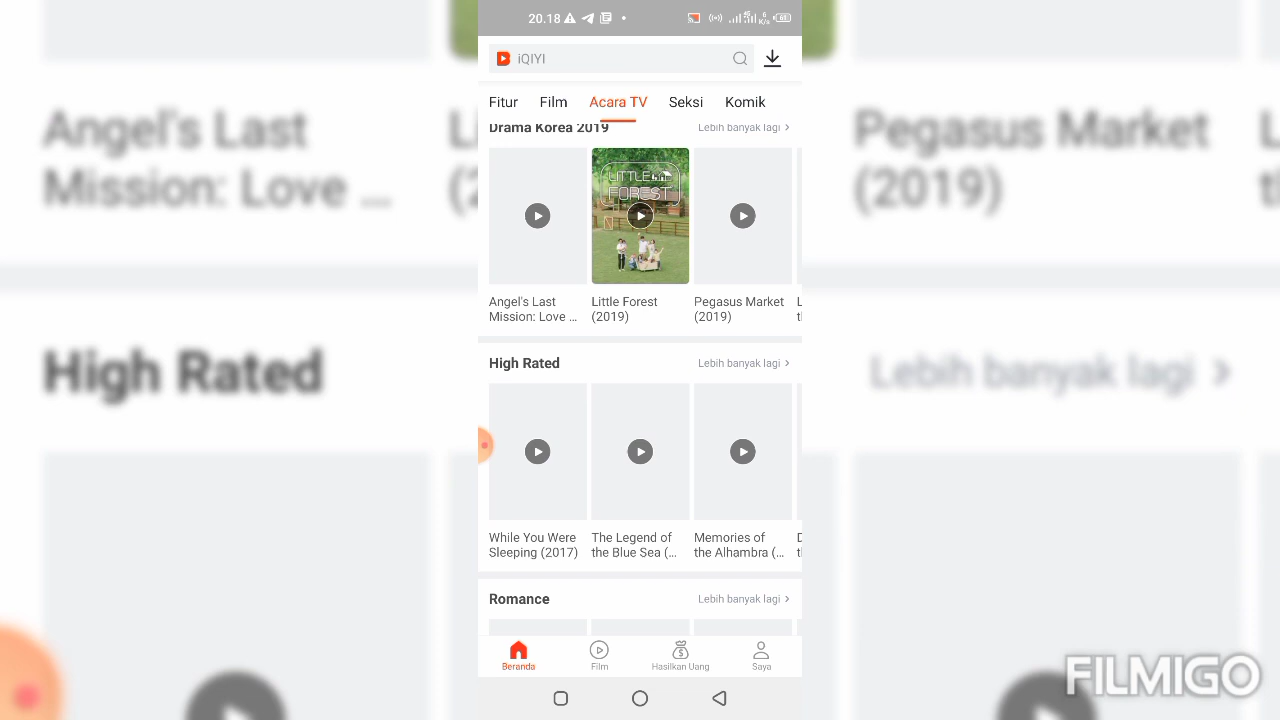 20.18
iQIYI
Fitur Film Acara TV Seksi Komik
Drama Korea 2019 Lebih banyak lagi >
LITTLE
FOREST
Angel's Last
Mission: Love ...
Little Forest
(2019)
Pegasus Market
(2019)
High Rated Lebih banyak lagi >
While You Were
Sleeping (2017)
The Legend of
the Blue Sea (...
Memories of
the Alhambra (...
Romance Lebih banyak lagi >
Beranda Film Hasilkan Uang Saya
Angel's Last
Mission: Love ...
Pegasus Market
(2019)
High Rated Lebih banyak lagi >
FILMIGO